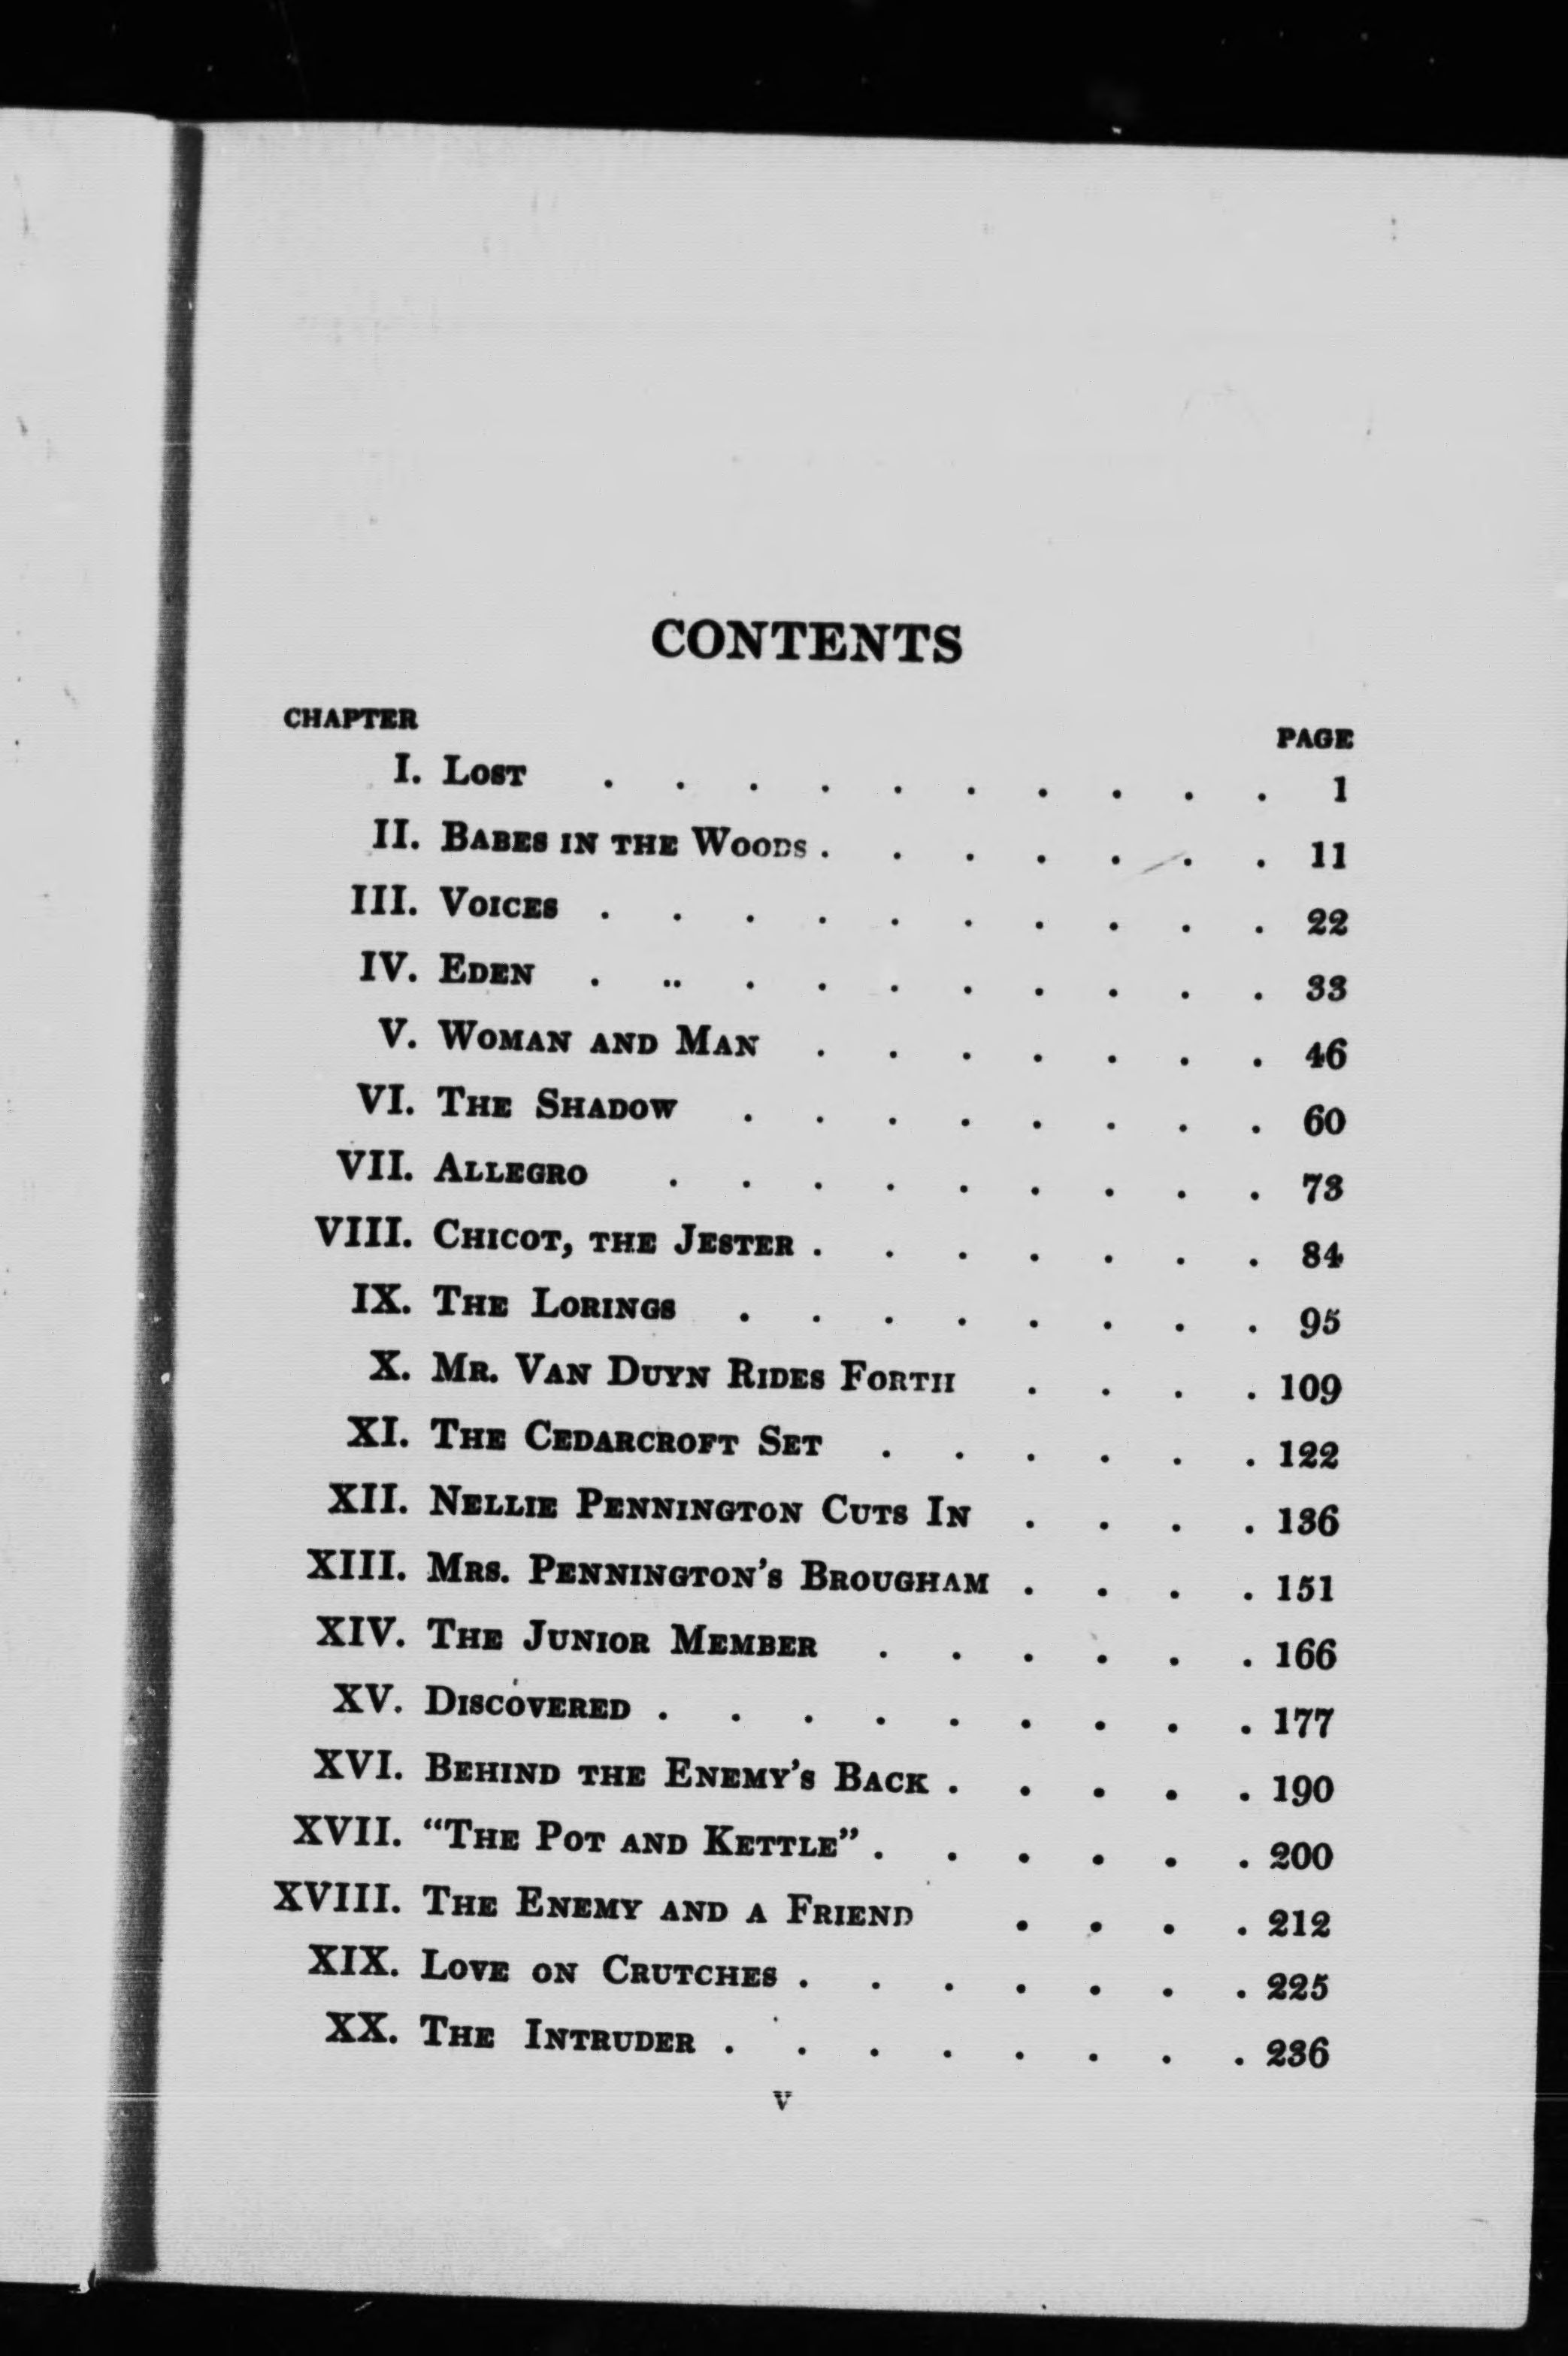 CONTENTS
CHAPTER PAGE
I. Lost . . . . . . . . . . 1
II. Babes in the Woods . . . . . . . 11
III. Voices . . . . . . . . . . 22
IV. Eden . .. . . . . . . . . 33
V. Woman and Man . . . . . . . 46
VI. The Shadow . . . . . . . . 60
VII. Allegro . . . . . . . . . 73
VIII. Chicot, the Jester . . . . . . . 84
IX. The Lorings . . . . . . . . 95
X. Mr. Van Duyn Rides Forth . . . . 109
XI. The Cedarcroft Set . . . . . . 122
XII. Nellie Pennington Cuts In . . . . 136
XIII. Mrs. Pennington's Brougham . . . . 151
XIV. The Junior Member . . . . . . 166
XV. Discovered . . . . . . . . . 177
XVI. Behind the Enemy's Back . . . . . 190
XVII. "The Pot and Kettle" . . . . . . 200
XVIII. The Enemy and a Friend . . . . 212
XIX. Love on Crutches . . . . . . . 225
XX. The Intruder . . . . . . . . 236
v